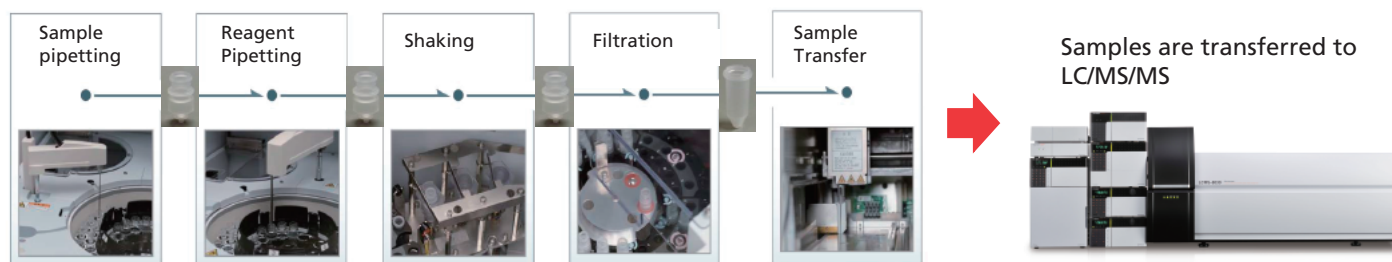 Sample
pipetting
Reagent
Pipetting
Shaking
Filtration
Sample
Transfer
Samples are transferred to
LC/MS/MS